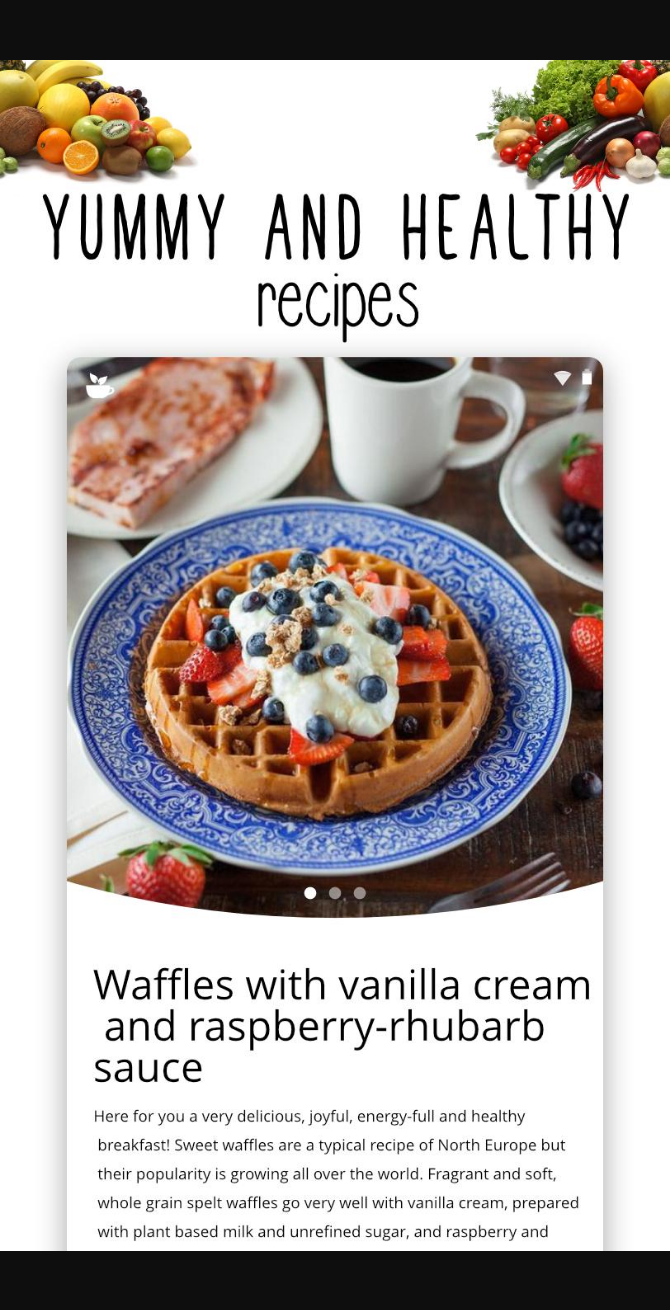 YUMMY AND HEALTHY
recipes
Waffles with vanilla cream
and raspberry-rhubarb
sauce
Here for you a very delicious, joyful, energy-full and healthy
breakfast! Sweet waffles are a typical recipe of North Europe but
their popularity is growing all over the world. Fragrant and soft,
whole grain spelt waffles go very well with vanilla cream, prepared
with plant based milk and unrefined sugar, and raspberry and